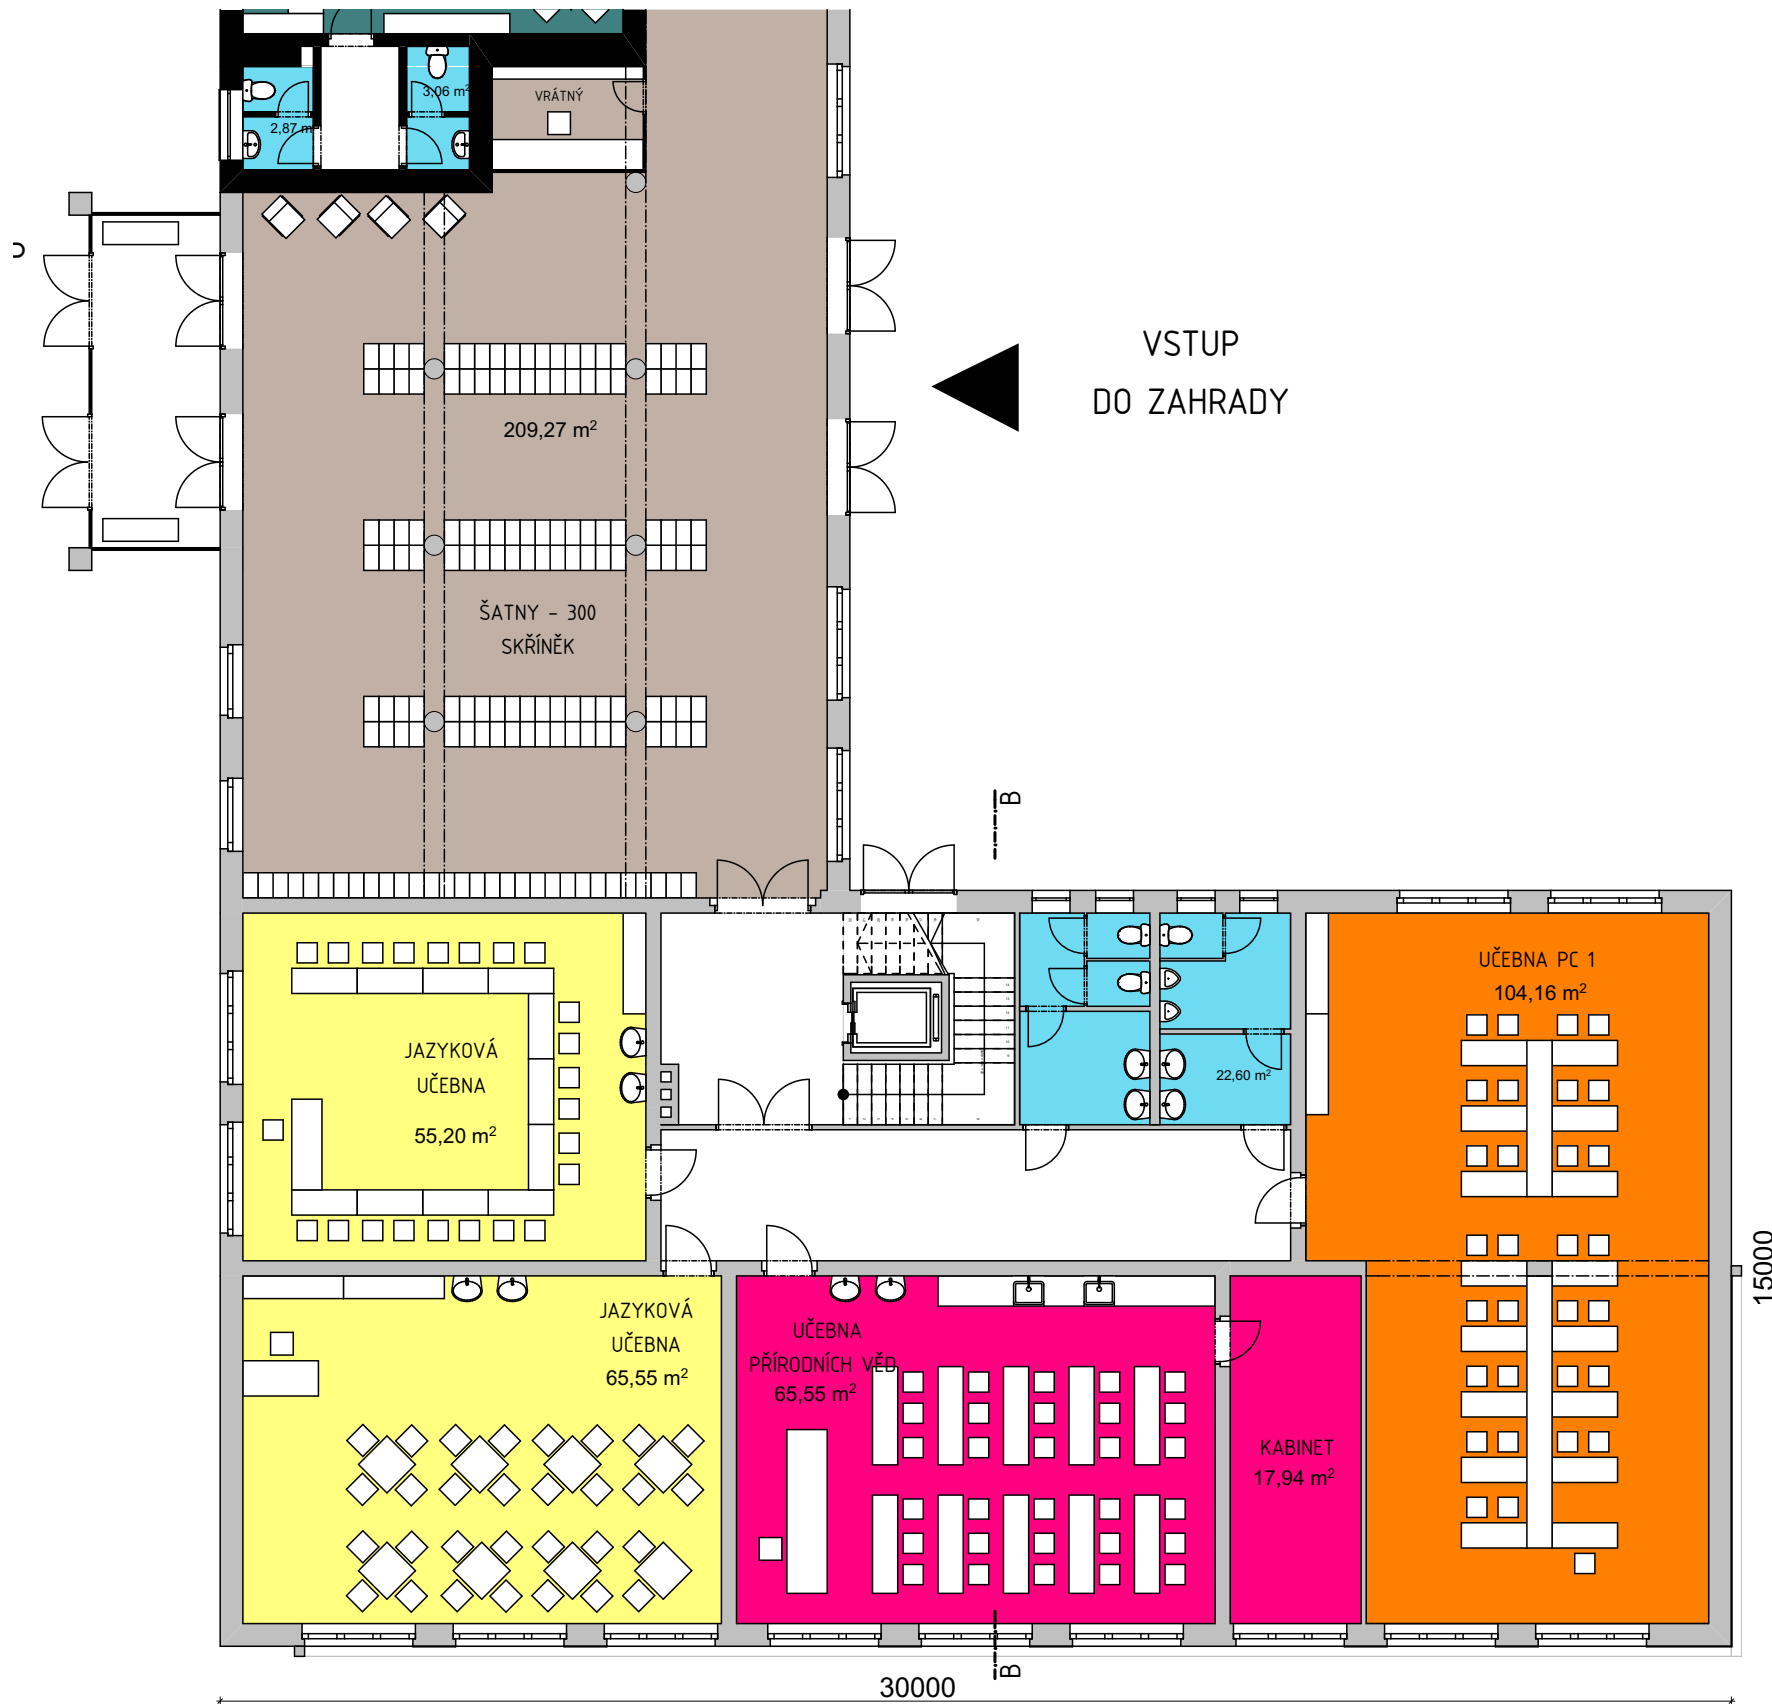 3,06 m²
VRÁTNÝ
2,87 m
VSTUP
DO ZAHRADY
209,27 m²
ŠATNY - 300
SKŘÍNĚK
B
UČEBNA PC 1
104,16 m²
JAZYKOVÁ
UČEBNA
55,20 m²
22,60 m²
15000
JAZYKOVÁ
UČEBNA
65,55 m²
UČEBNA
PŘÍRODNÍCH VĚD
65,55 m²
KABINET
17,94 m²
B
30000